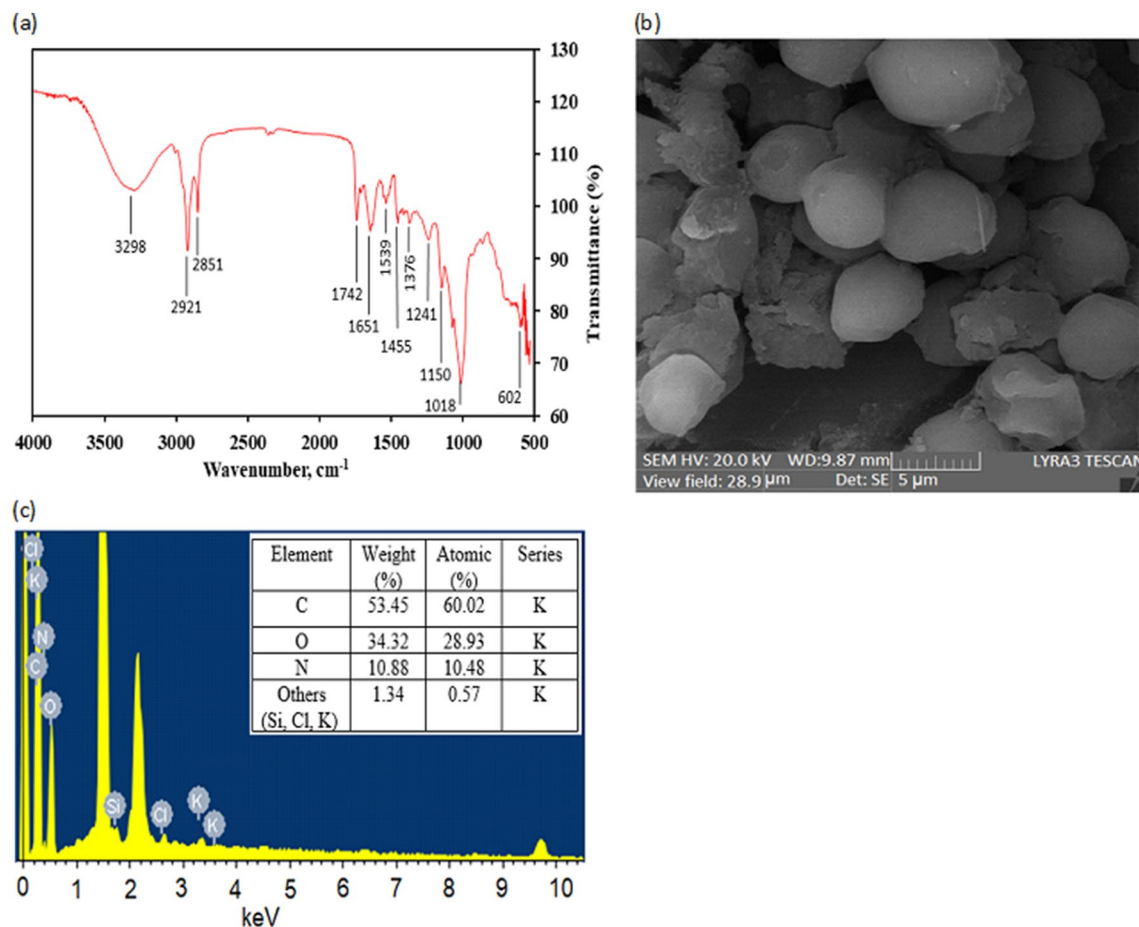 (a)
130
120
110
100
90
80
70
60
Transmittance (%)
3298
2921
2851
1742
1651
1539
1455
1376
1241
1150
1018
602
4000 3500 3000 2500 2000 1500 1000 500
Wavenumber, cm-1
(b)
SEM HV: 20.0 kV WD:9.87 mm LYRA3 TESCAN
View field: 28.9 µm Det: SE 5 µm
(c)
Cl
K
N
C
O
Si
Cl
K
K
Element Weight (%) Atomic (%) Series
C 53.45 60.02 K
O 34.32 28.93 K
N 10.88 10.48 K
Others (Si, Cl, K) 1.34 0.57 K
0 1 2 3 4 5 6 7 8 9 10
keV